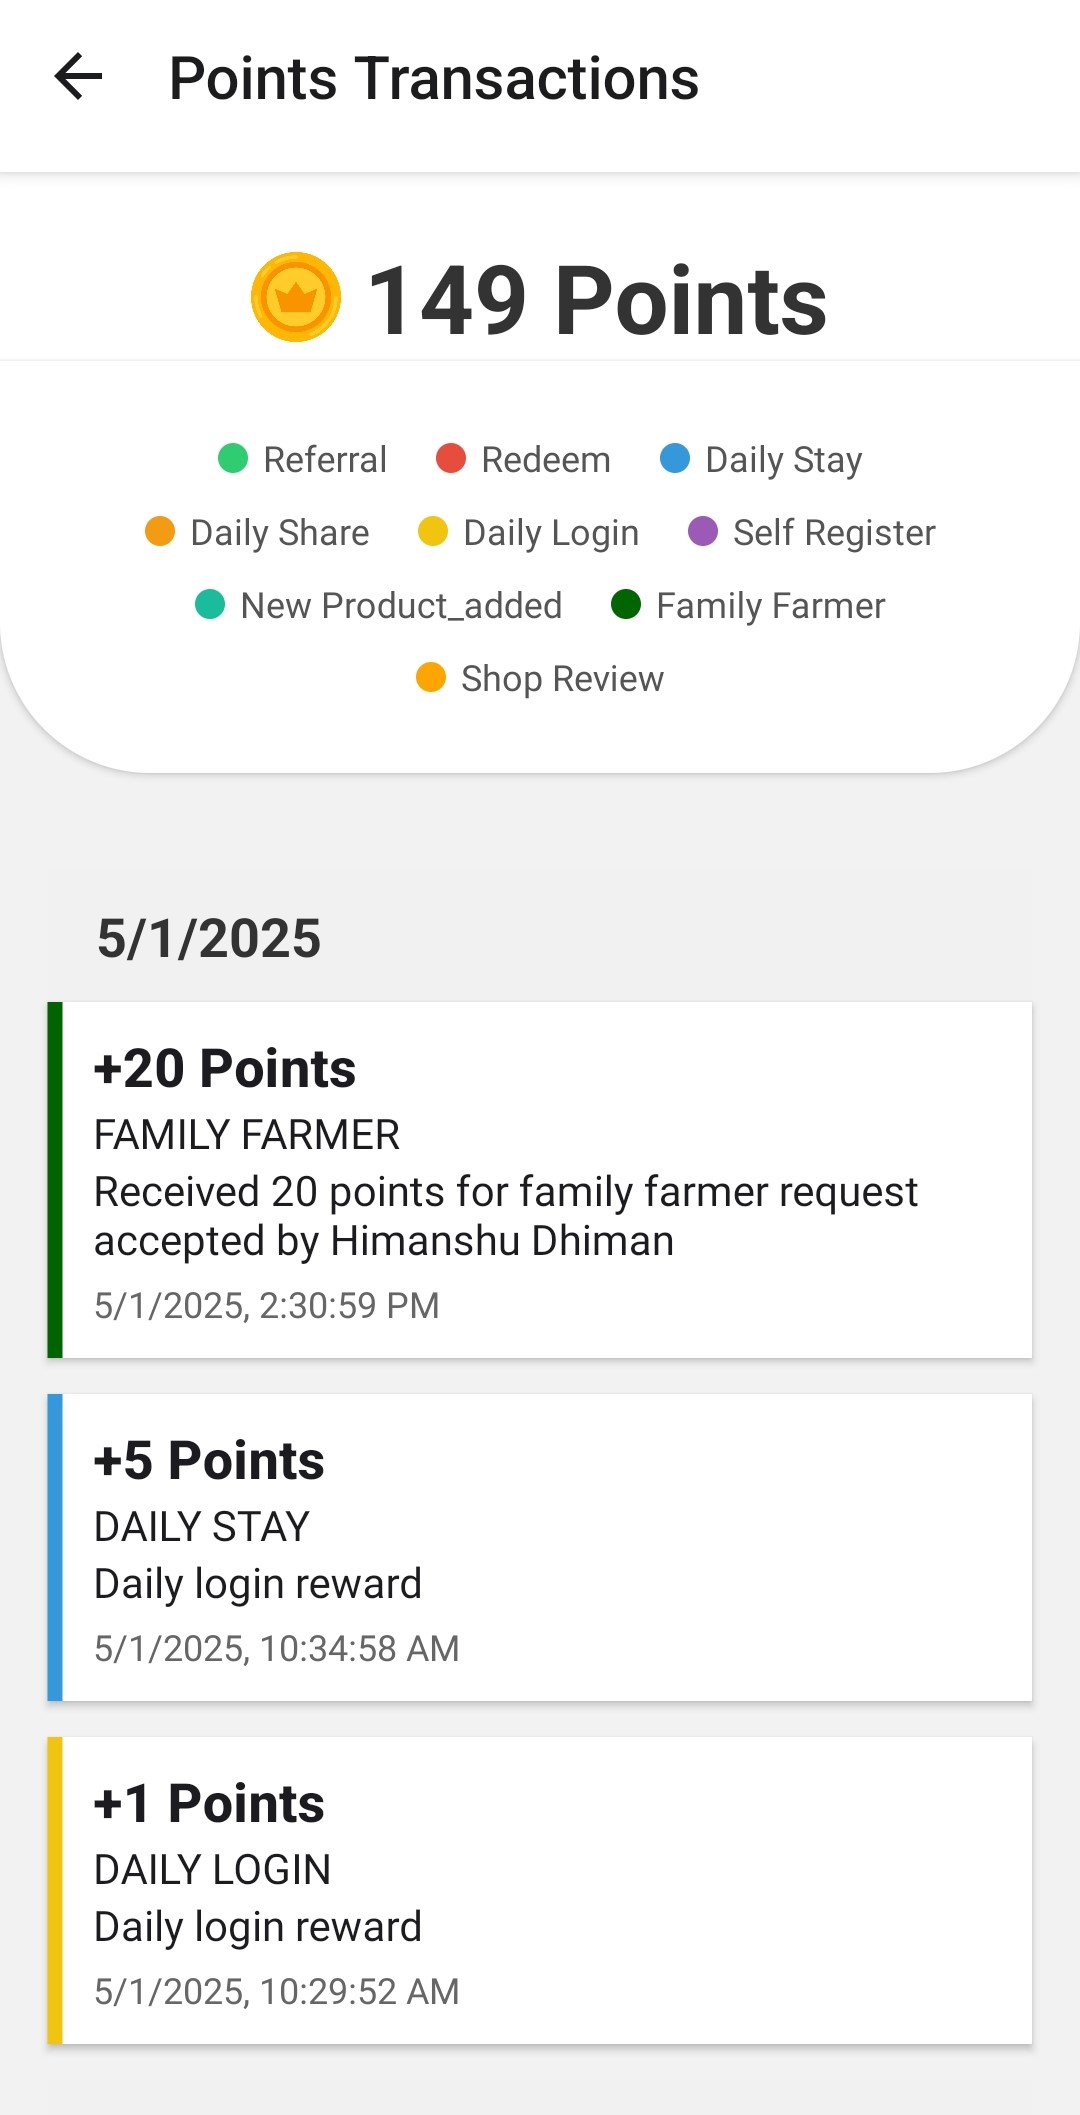 Points Transactions
149 Points
Referral Redeem Daily Stay
Daily Share Daily Login Self Register
New Product_added Family Farmer
Shop Review
5/1/2025
+20 Points
FAMILY FARMER
Received 20 points for family farmer request
accepted by Himanshu Dhiman
5/1/2025, 2:30:59 PM
+5 Points
DAILY STAY
Daily login reward
5/1/2025, 10:34:58 AM
+1 Points
DAILY LOGIN
Daily login reward
5/1/2025, 10:29:52 AM